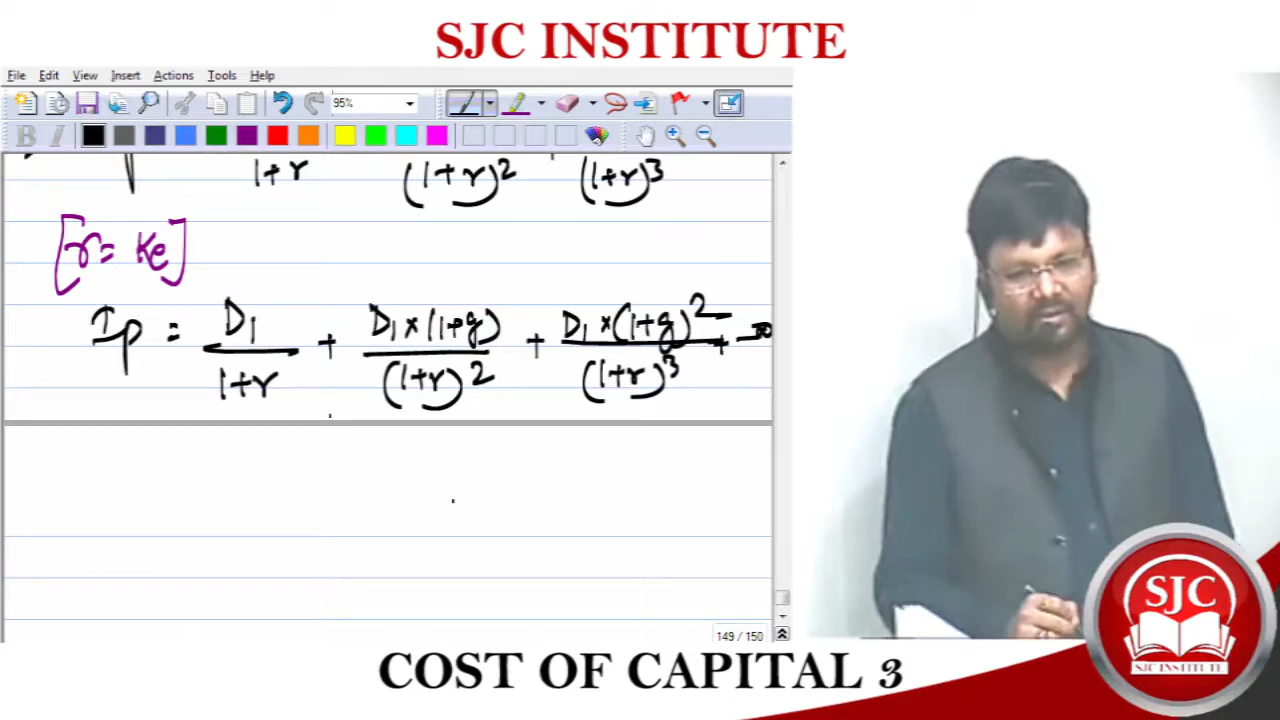 SJC INSTITUTE
File Edit View Insert Actions Tools Help
95%
B I
1+r (1+r)² (1+r)³
[r = Ke]
Ip = D₁/(1+r) + D₁×(1+g)/(1+r)² + D₁×(1+g)²/(1+r)³ + — ∞
149 / 150
SJC
SJC INSTITUTE
COST OF CAPITAL 3